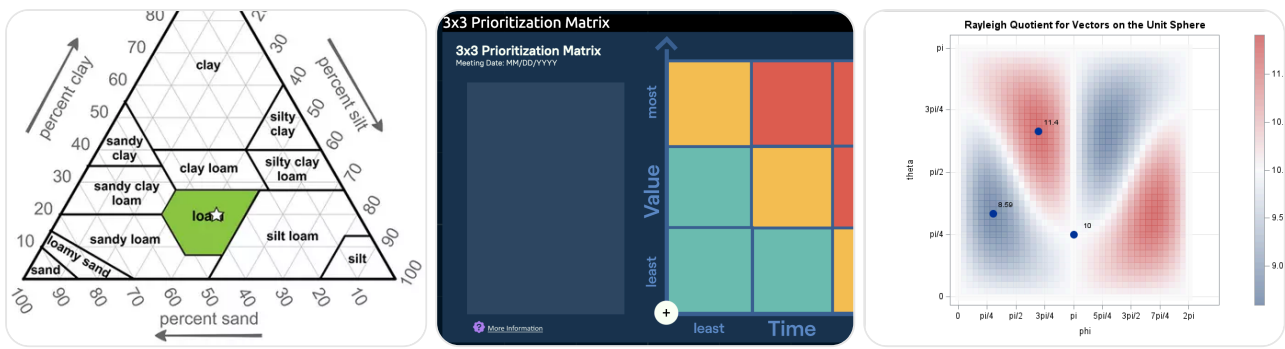 80
2
70
30
clay
60
40
50
50
silty
clay
60
40
sandy
clay
silty clay
loam
clay loam
70
30
sandy clay
loam
80
20
loam
silt loam
90
10
sandy loam
loamy sand
sand
silt
100
100
90
80
70
60
50
40
30
20
10
percent clay
percent silt
percent sand
3x3 Prioritization Matrix
3x3 Prioritization Matrix
Meeting Date: MM/DD/YYYY
most
Value
least
+
least
Time
? More Information
Rayleigh Quotient for Vectors on the Unit Sphere
pi
3pi/4
pi/2
pi/4
0
theta
11.4
8.59
10
0
pi/4
pi/2
3pi/4
pi
5pi/4
3pi/2
7pi/4
2pi
phi
11.
10.
10.
9.5
9.0